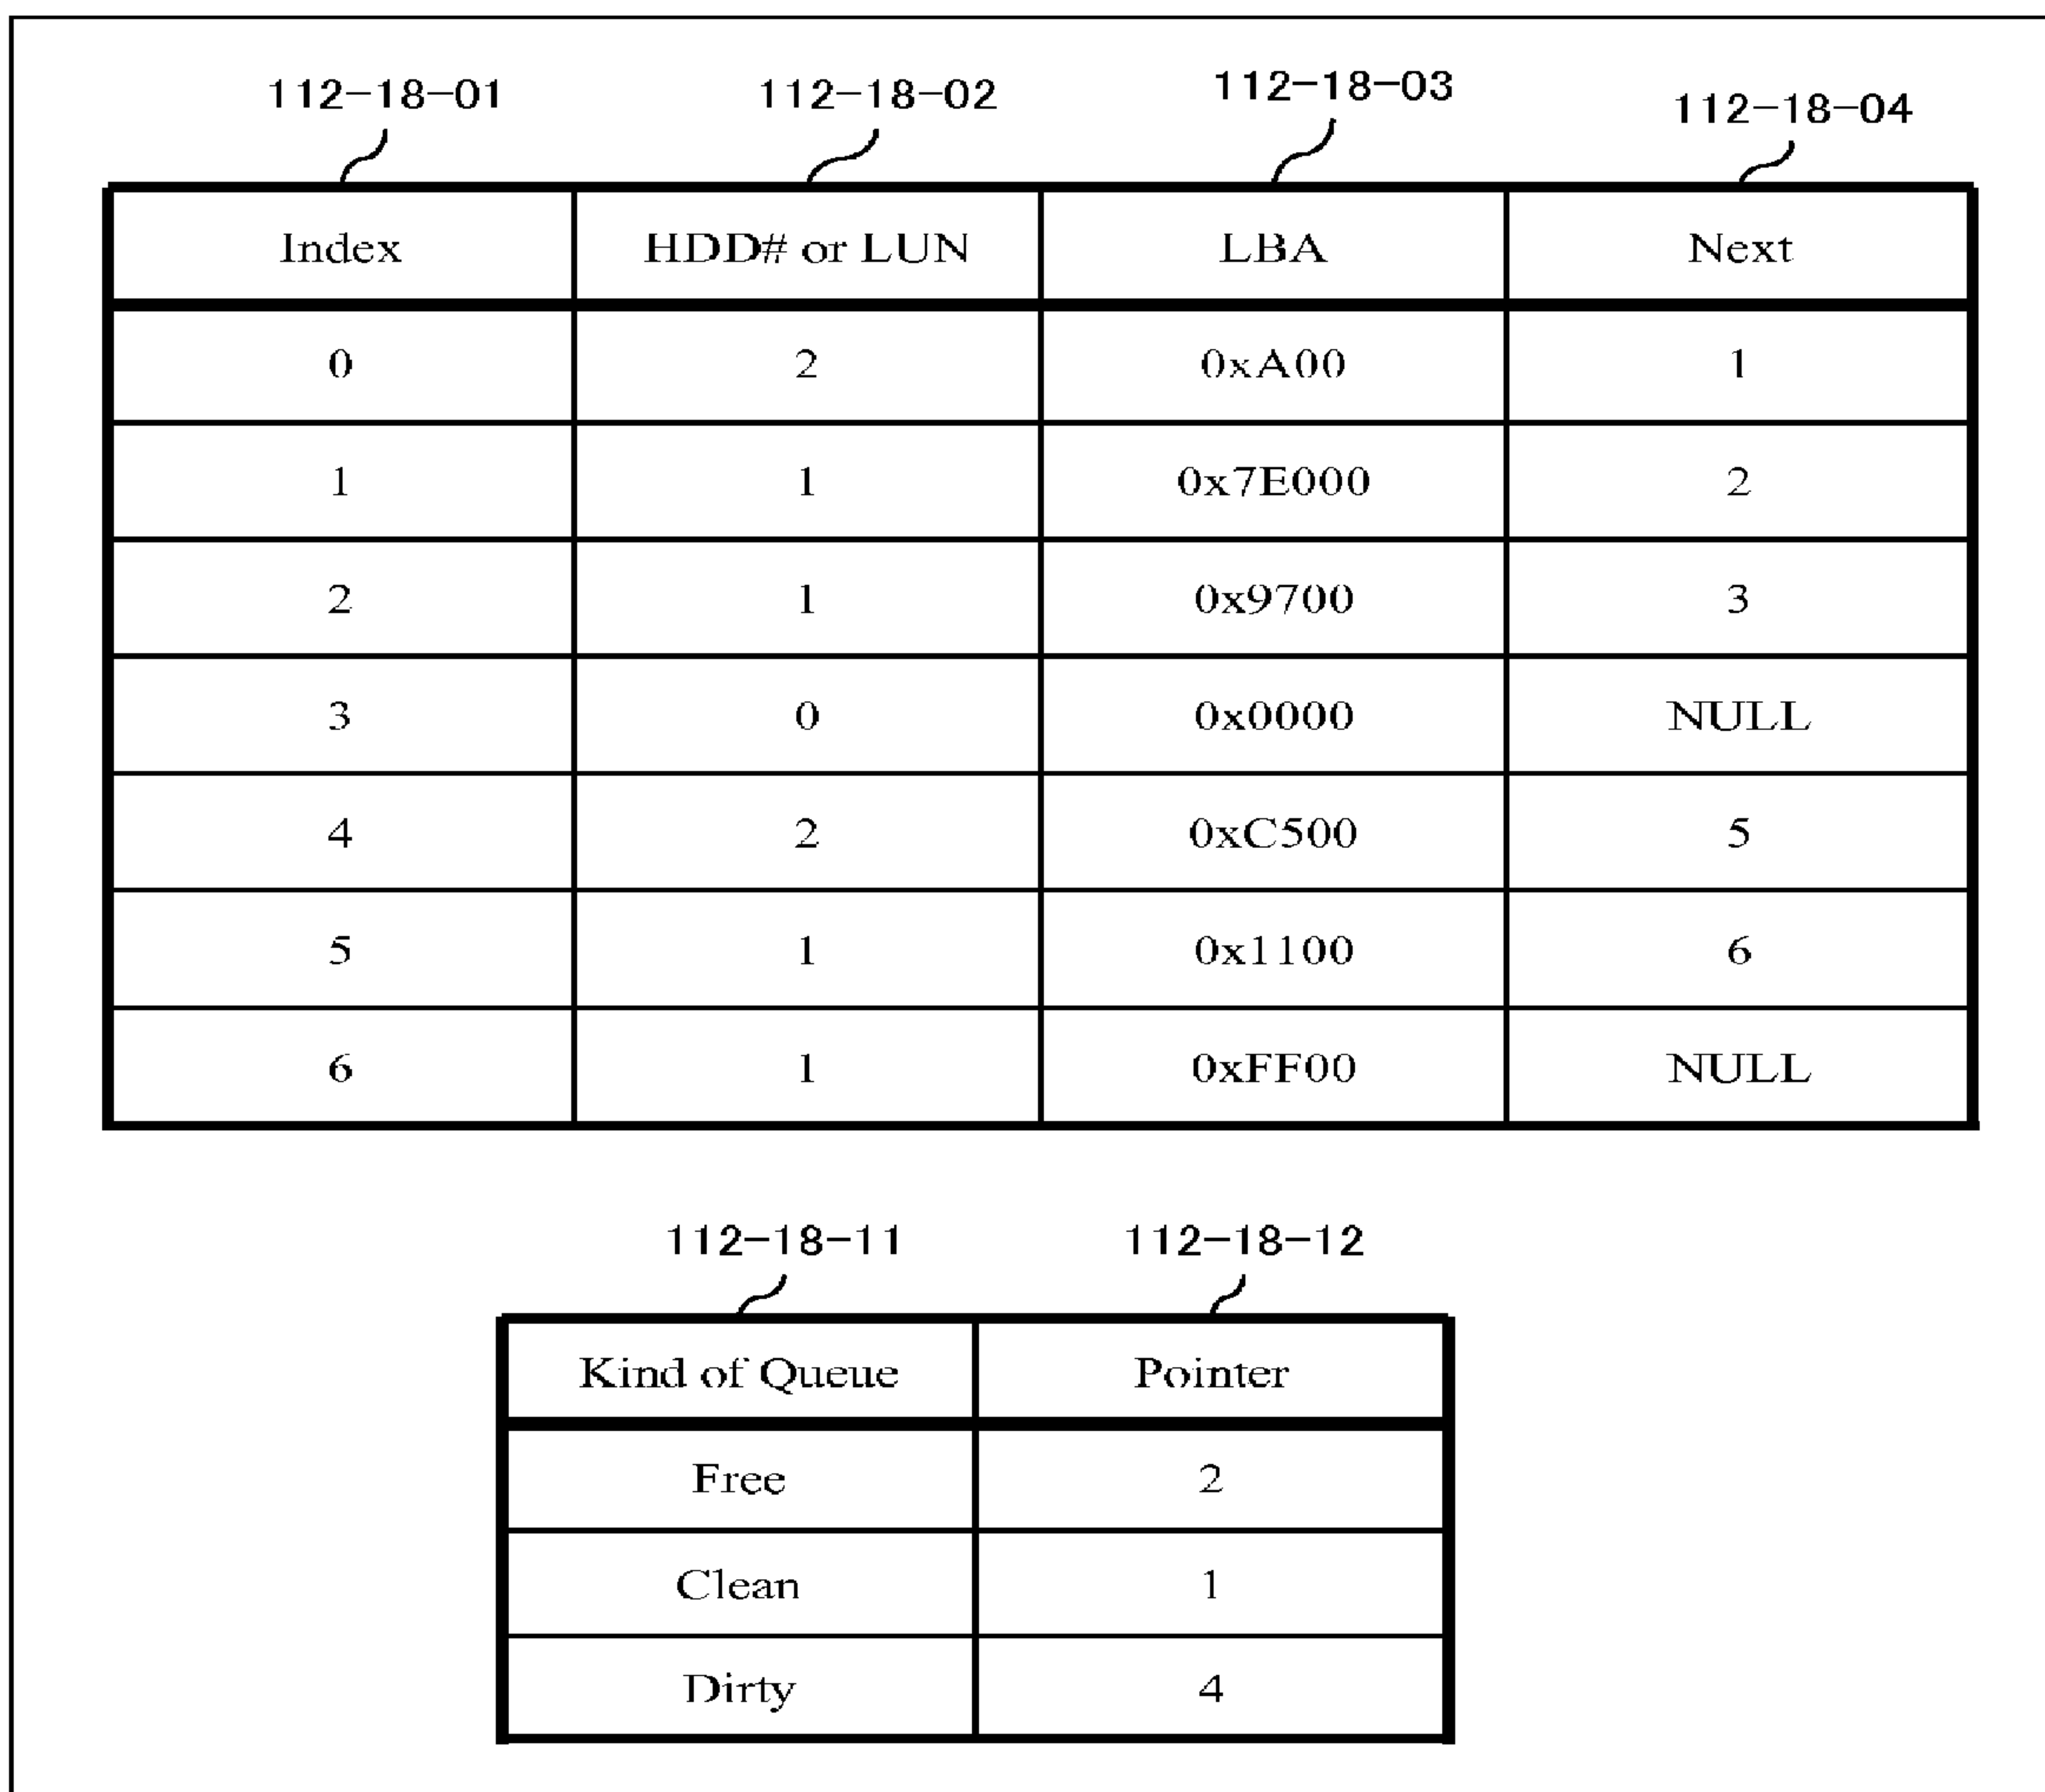 112-18-01 112-18-02 112-18-03 112-18-04
Index HDD# or LUN LBA Next
0 2 0xA00 1
1 1 0x7E000 2
2 1 0x9700 3
3 0 0x0000 NULL
4 2 0xC500 5
5 1 0x1100 6
6 1 0xFF00 NULL
112-18-11 112-18-12
Kind of Queue Pointer
Free 2
Clean 1
Dirty 4